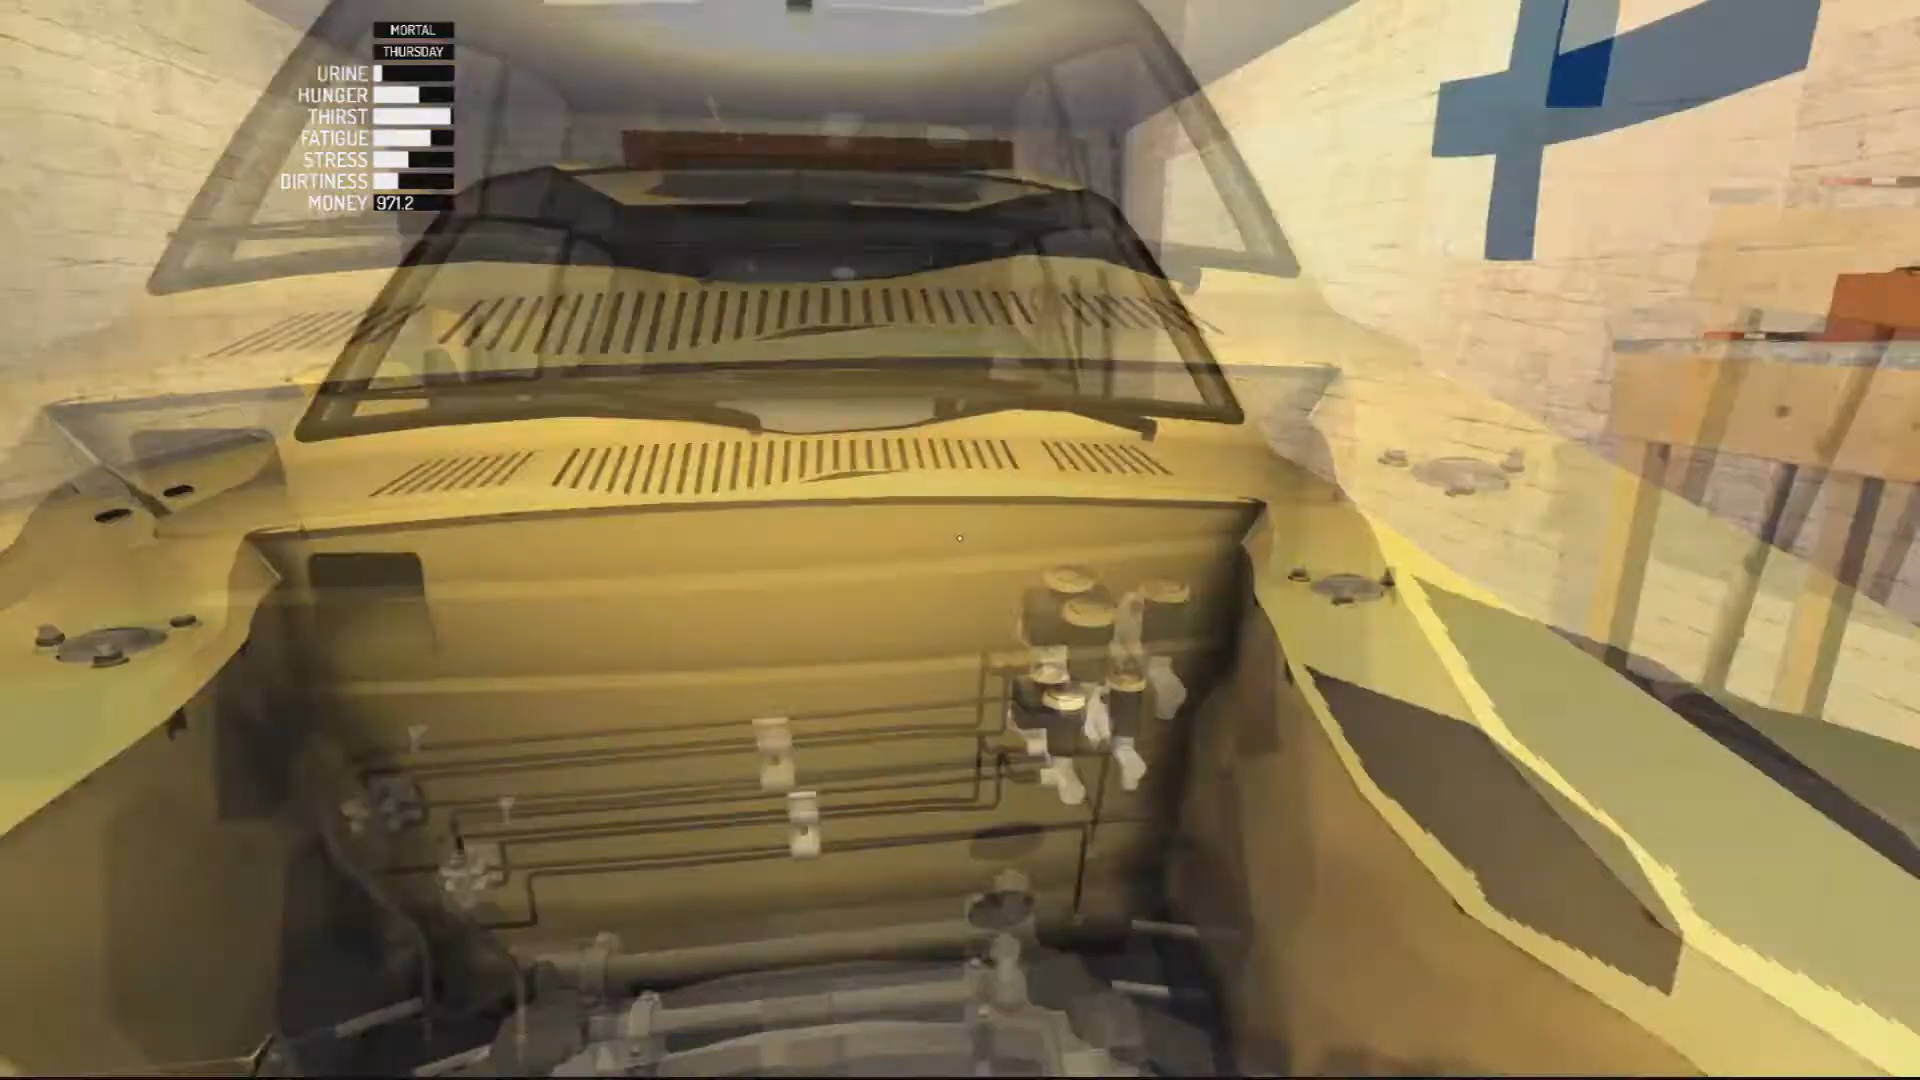 MORTAL
THURSDAY
URINE
HUNGER
THIRST
FATIGUE
STRESS
DIRTINESS
MONEY 971.2